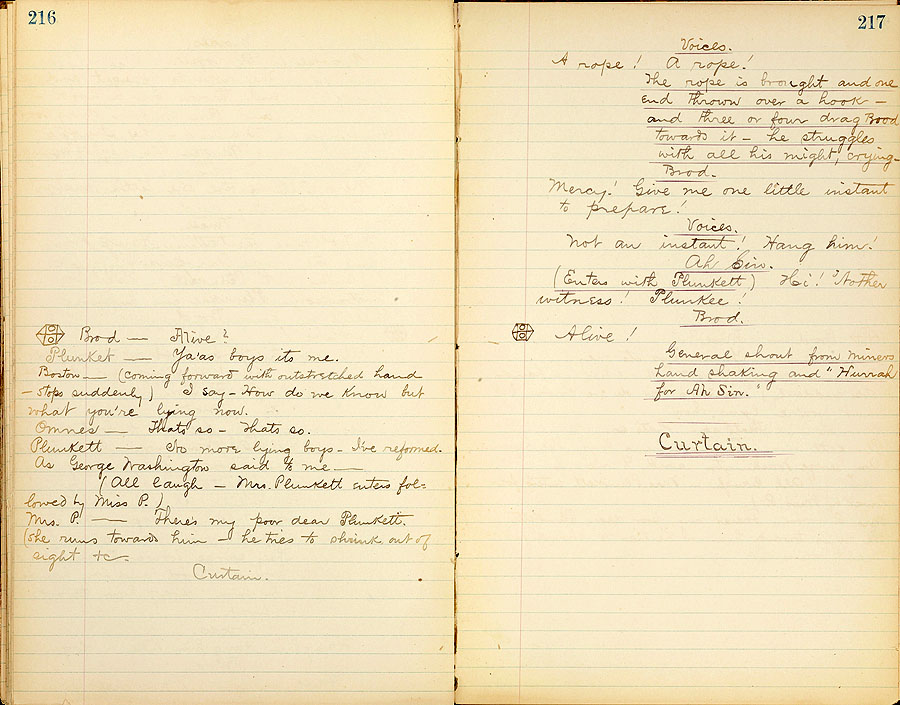 216
Brod — Alive?
Plunket — Ya'as boys its me.
Boston — (Coming forward with outstretched hand
— stops suddenly) I say - How do we know but
what you're lying now.
Omnes — Thats so - Thats so.
Plunkett — No more lying boys - I've reformed.
As George Washington said to me —
(All laugh — Mrs. Plunkett enters fol-
lowed by Miss P.)
Mrs. P. — There's my poor dear Plunkett.
(She runs towards him — he tries to shrink out of
sight &c—
Curtain.
217
Voices.
A rope! A rope!
The rope is brought and one
end thrown over a hook —
and three or four drag Brod
towards it — he struggles
with all his might, crying—
Brod.
Mercy! Give me one little instant
to prepare!
Voices.
Not an instant! Hang him!
Ah Sin.
(Enters with Plunkett) Hi! 'Nother
witness! Plunkee!
Brod.
Alive!
General shout from miners
hand shaking and "Hurrah
for Ah Sin."
Curtain.